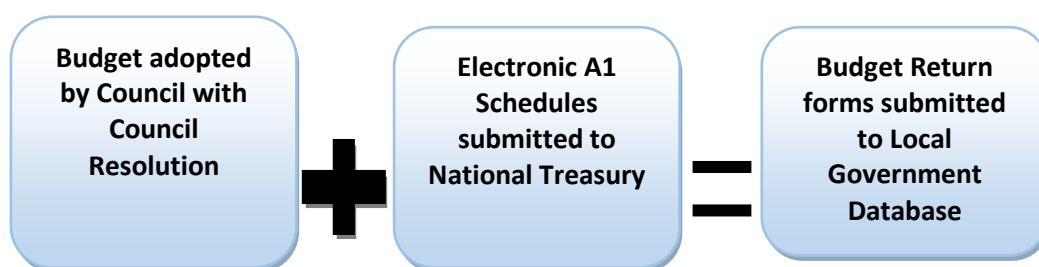 Budget adopted
by Council with
Council
Resolution
Electronic A1
Schedules
submitted to
National Treasury
Budget Return
forms submitted
to Local
Government
Database